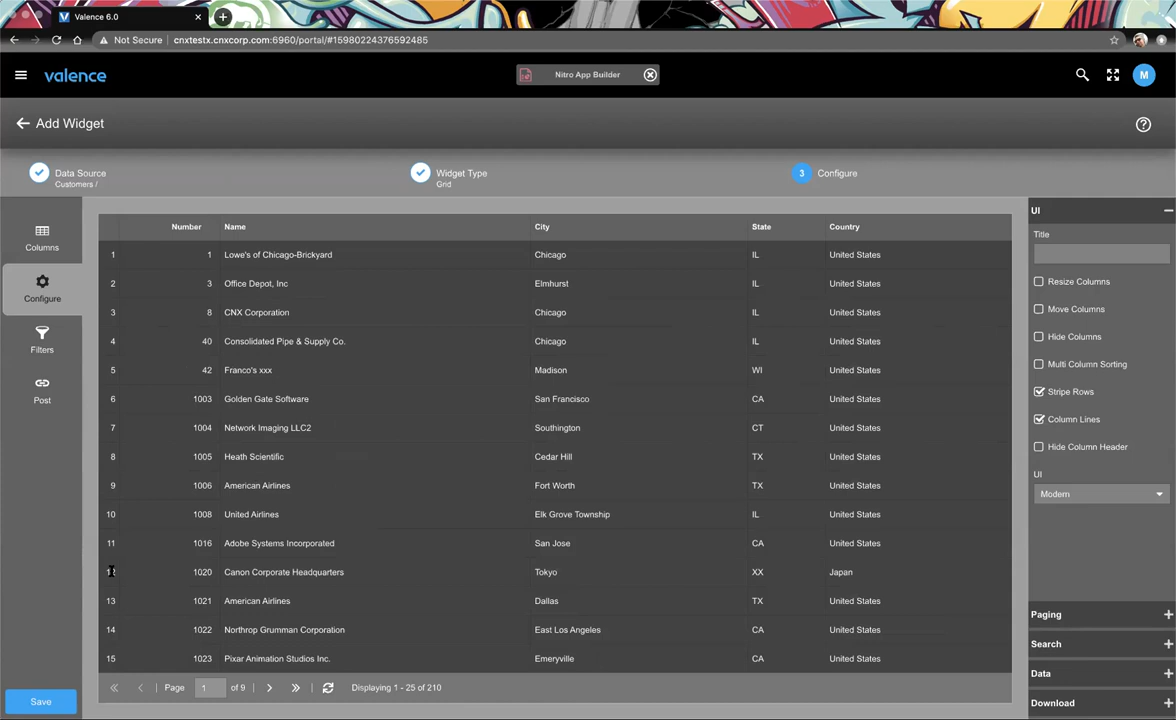 Valence 6.0
Not Secure cnxtestx.cnxcorp.com:6960/portal/#15980224376592485
valence
Nitro App Builder
M
Add Widget
Data Source
Customers /
Widget Type
Grid
3 Configure
Columns
Configure
Filters
Post
Save
Number Name City State Country
1 1 Lowe's of Chicago-Brickyard Chicago IL United States
2 3 Office Depot, Inc Elmhurst IL United States
3 8 CNX Corporation Chicago IL United States
4 40 Consolidated Pipe & Supply Co. Chicago IL United States
5 42 Franco's xxx Madison WI United States
6 1003 Golden Gate Software San Francisco CA United States
7 1004 Network Imaging LLC2 Southington CT United States
8 1005 Heath Scientific Cedar Hill TX United States
9 1006 American Airlines Fort Worth TX United States
10 1008 United Airlines Elk Grove Township IL United States
11 1016 Adobe Systems Incorporated San Jose CA United States
12 1020 Canon Corporate Headquarters Tokyo XX Japan
13 1021 American Airlines Dallas TX United States
14 1022 Northrop Grumman Corporation East Los Angeles CA United States
15 1023 Pixar Animation Studios Inc. Emeryville CA United States
Page 1 of 9 Displaying 1 - 25 of 210
UI
Title
Resize Columns
Move Columns
Hide Columns
Multi Column Sorting
Stripe Rows
Column Lines
Hide Column Header
UI
Modern
Paging
Search
Data
Download